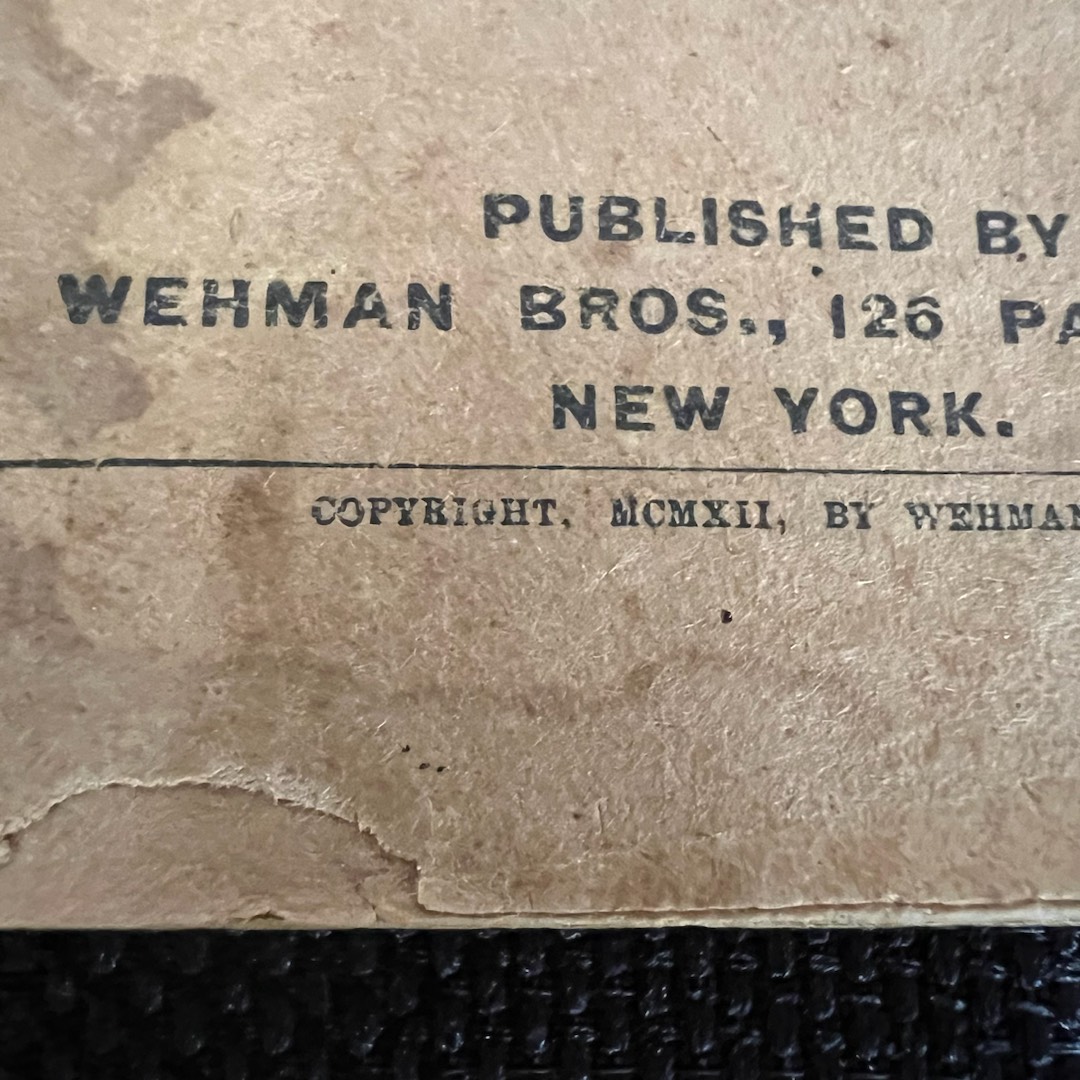 PUBLISHED BY
WEHMAN BROS., 126 PA
NEW YORK.
COPYRIGHT, MCMXII, BY WEHMAN